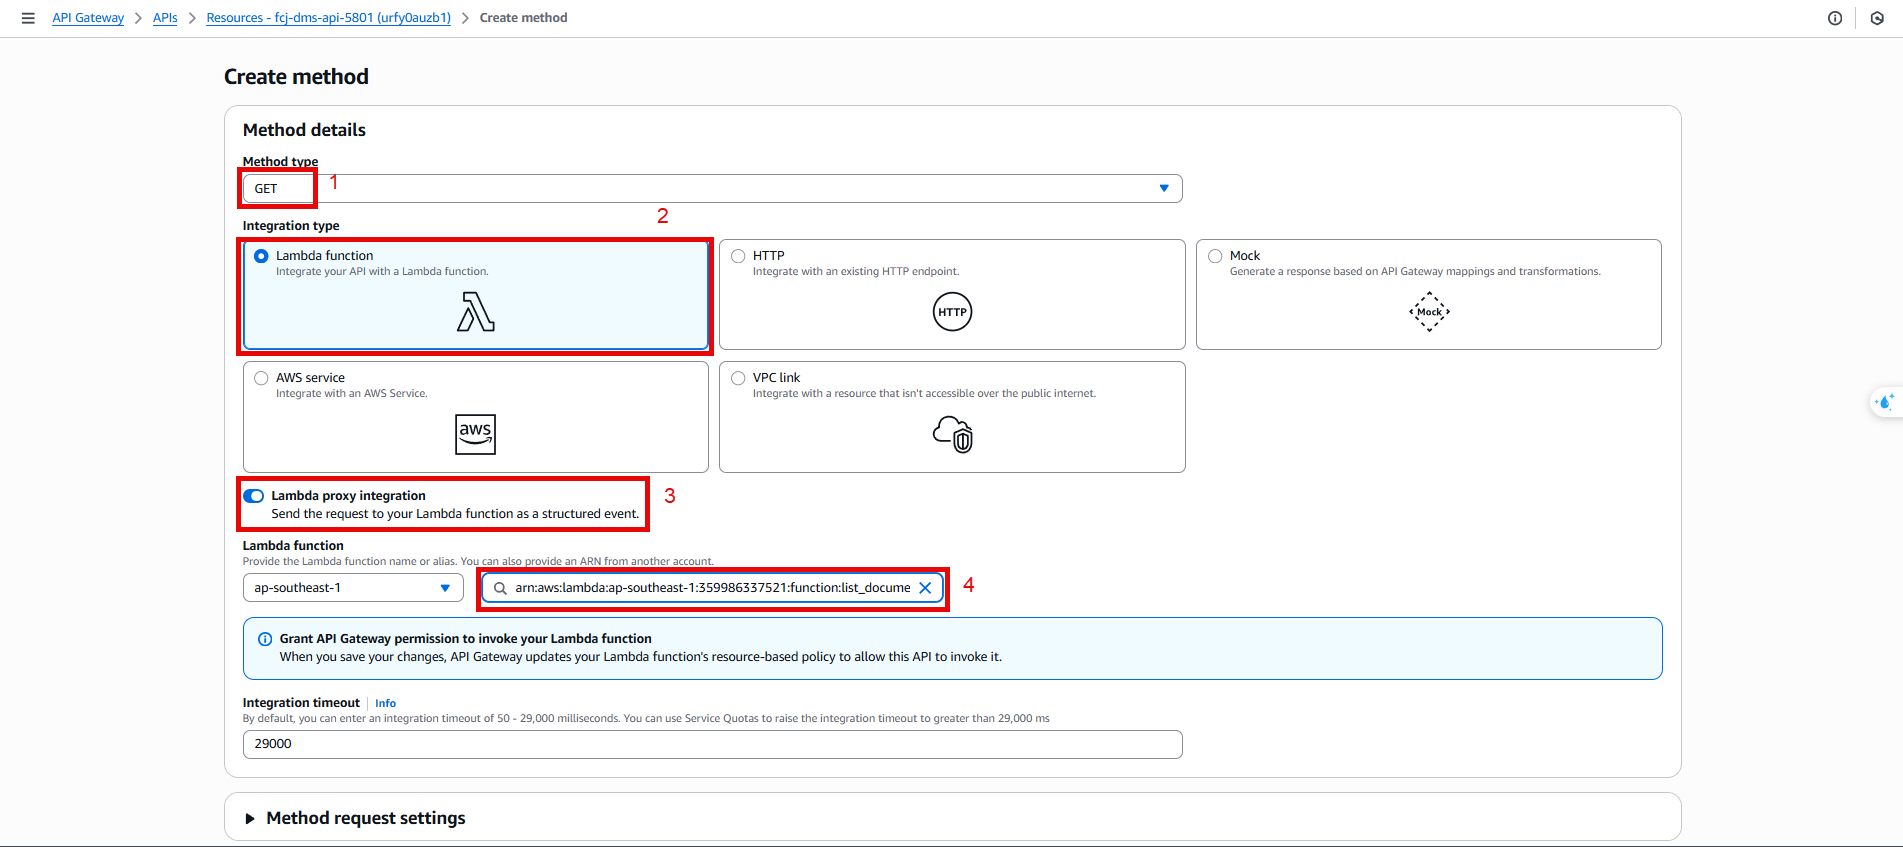 API Gateway > APIs > Resources - fcj-dms-api-5801 (urfy0auzb1) > Create method
Create method
Method details
Method type
GET
1
2
Integration type
Lambda function
Integrate your API with a Lambda function.
HTTP
Integrate with an existing HTTP endpoint.
HTTP
Mock
Generate a response based on API Gateway mappings and transformations.
Mock
AWS service
Integrate with an AWS Service.
aws
VPC link
Integrate with a resource that isn't accessible over the public internet.
Lambda proxy integration
Send the request to your Lambda function as a structured event.
3
Lambda function
Provide the Lambda function name or alias. You can also provide an ARN from another account.
ap-southeast-1
arn:aws:lambda:ap-southeast-1:359986337521:function:list_docume
4
Grant API Gateway permission to invoke your Lambda function
When you save your changes, API Gateway updates your Lambda function's resource-based policy to allow this API to invoke it.
Integration timeout | Info
By default, you can enter an integration timeout of 50 - 29,000 milliseconds. You can use Service Quotas to raise the integration timeout to greater than 29,000 ms
29000
Method request settings